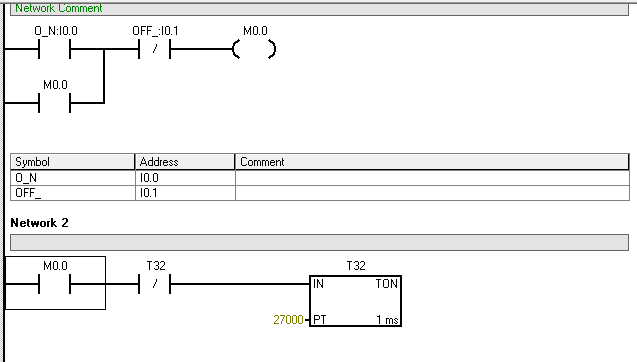 Network Comment
O_N:I0.0 OFF_:I0.1 M0.0
/
M0.0
Symbol Address Comment
O_N I0.0
OFF_ I0.1
Network 2
M0.0 T32 T32
/ IN TON
27000 PT 1 ms